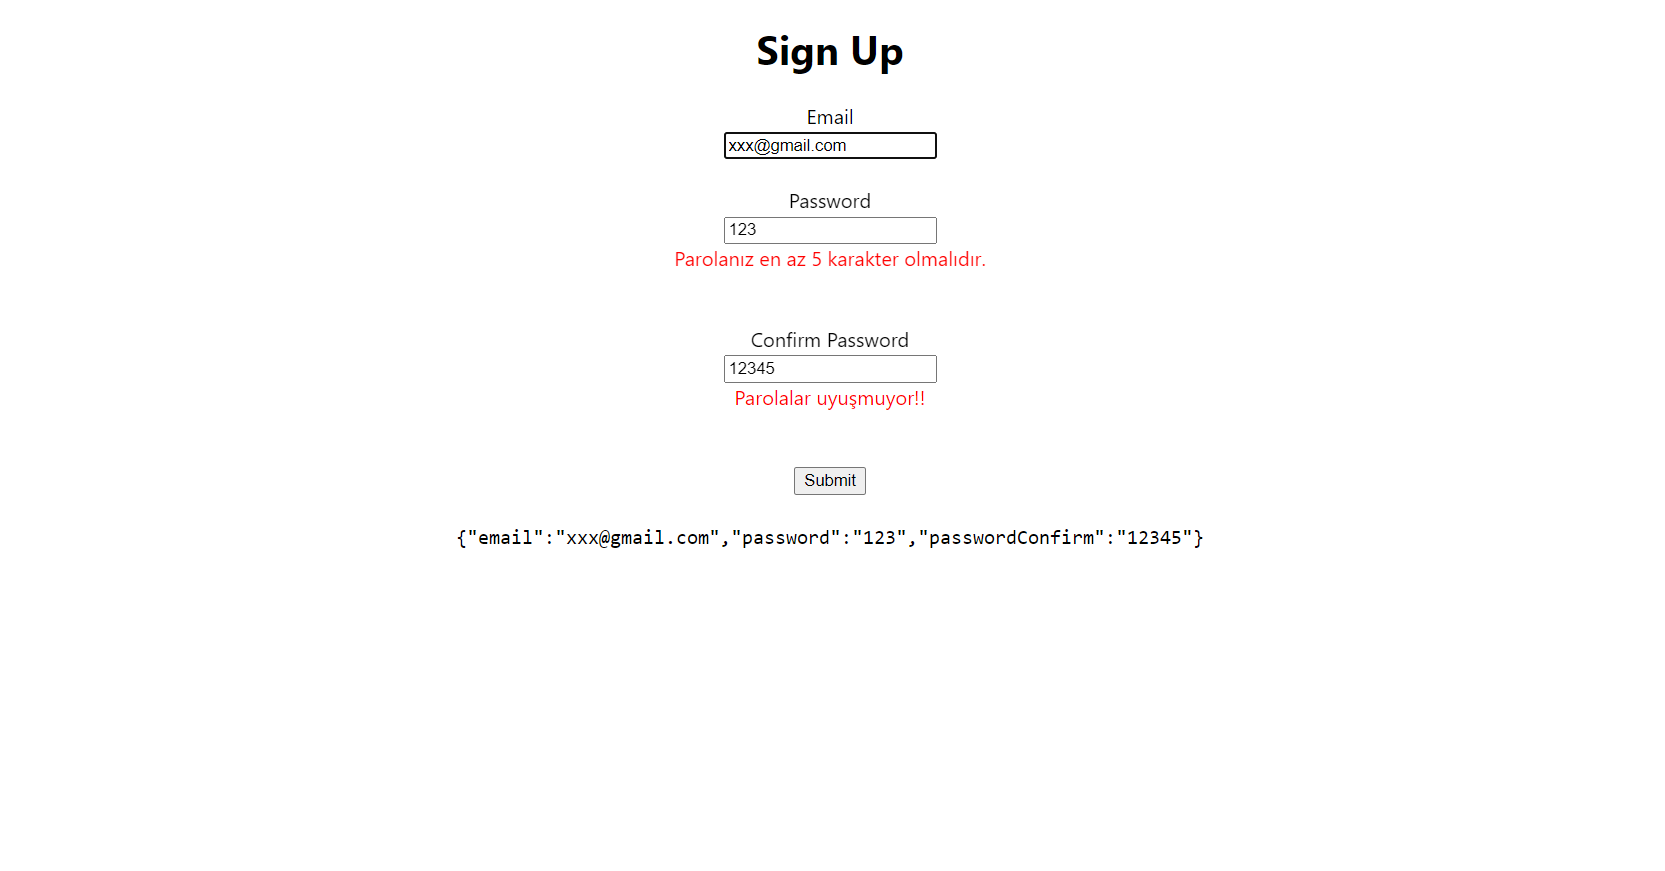 Sign Up
Email
xxx@gmail.com
Password
123
Parolanız en az 5 karakter olmalıdır.
Confirm Password
12345
Parolalar uyuşmuyor!!
Submit
{"email":"xxx@gmail.com","password":"123","passwordConfirm":"12345"}